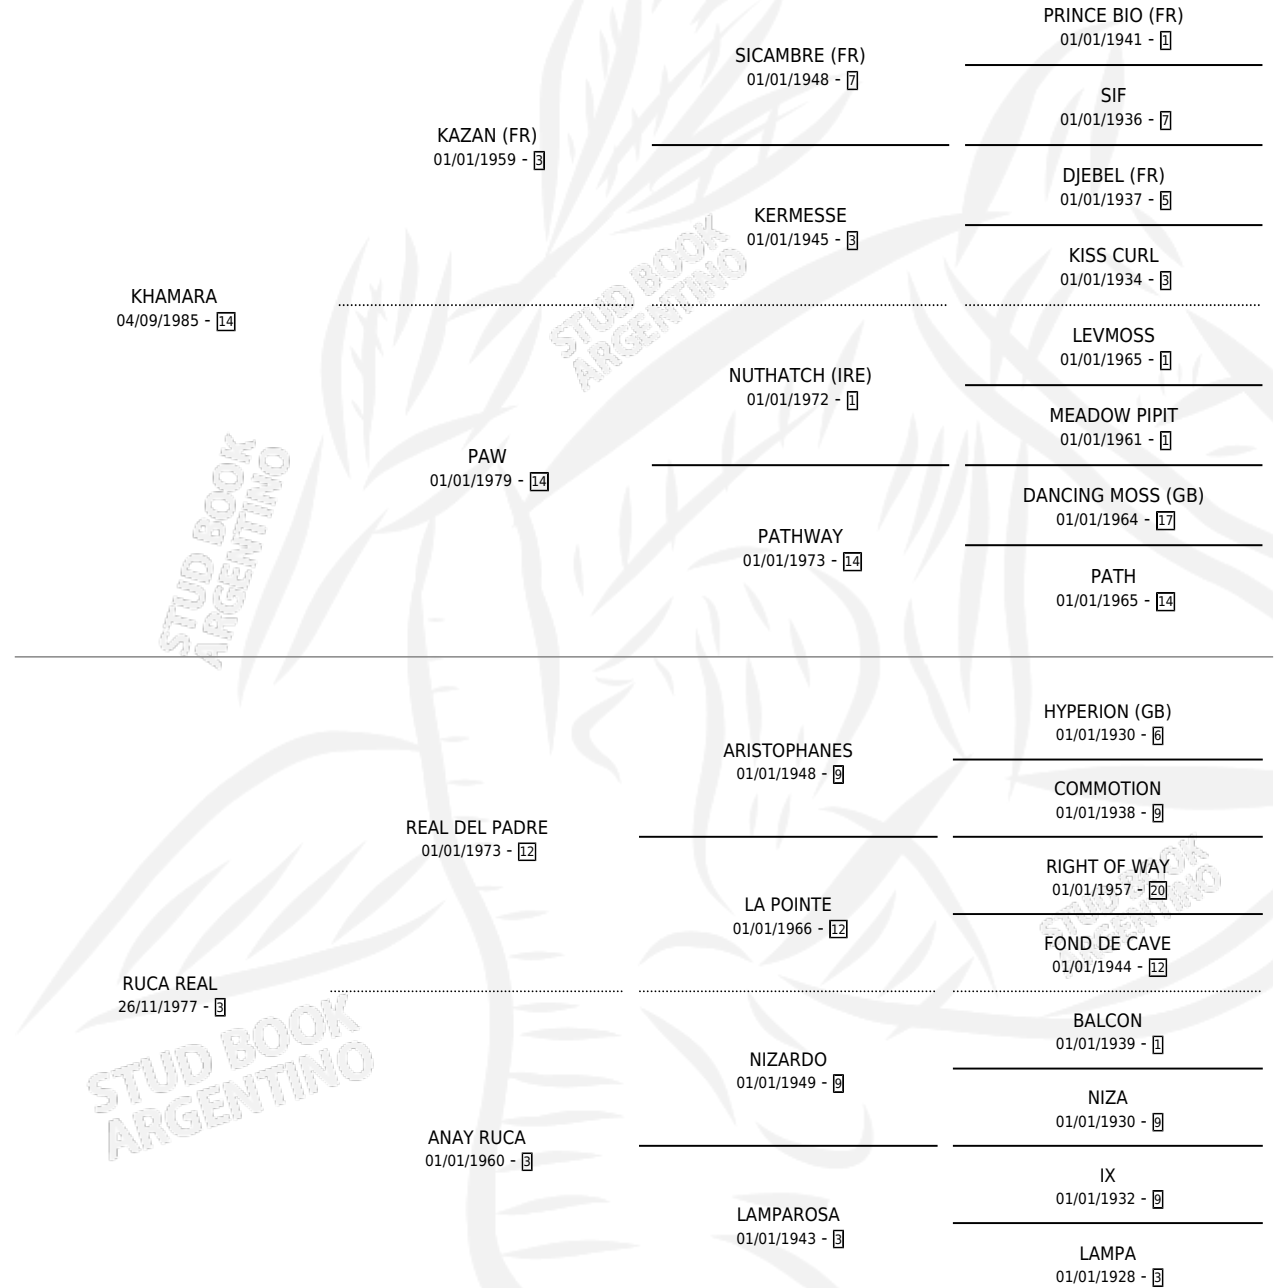 PRINCE BIO (FR)
01/01/1941 - 1
SICAMBRE (FR)
01/01/1948 - 7
SIF
01/01/1936 - 7
KAZAN (FR)
01/01/1959 - 3
DJEBEL (FR)
01/01/1937 - 5
KERMESSE
01/01/1945 - 3
KISS CURL
01/01/1934 - 3
KHAMARA
04/09/1985 - 14
LEVMOSS
01/01/1965 - 1
NUTHATCH (IRE)
01/01/1972 - 1
MEADOW PIPIT
01/01/1961 - 1
PAW
01/01/1979 - 14
DANCING MOSS (GB)
01/01/1964 - 17
PATHWAY
01/01/1973 - 14
PATH
01/01/1965 - 14
HYPERION (GB)
01/01/1930 - 6
ARISTOPHANES
01/01/1948 - 9
COMMOTION
01/01/1938 - 9
REAL DEL PADRE
01/01/1973 - 12
RIGHT OF WAY
01/01/1957 - 20
LA POINTE
01/01/1966 - 12
FOND DE CAVE
01/01/1944 - 12
RUCA REAL
26/11/1977 - 3
BALCON
01/01/1939 - 1
NIZARDO
01/01/1949 - 9
NIZA
01/01/1930 - 9
ANAY RUCA
01/01/1960 - 3
IX
01/01/1932 - 9
LAMPAROSA
01/01/1943 - 3
LAMPA
01/01/1928 - 3
STUD BOOK
ARGENTINO
STUD BOOK
ARGENTINO
STUD BOOK
ARGENTINO
STUD BOOK
ARGENTINO